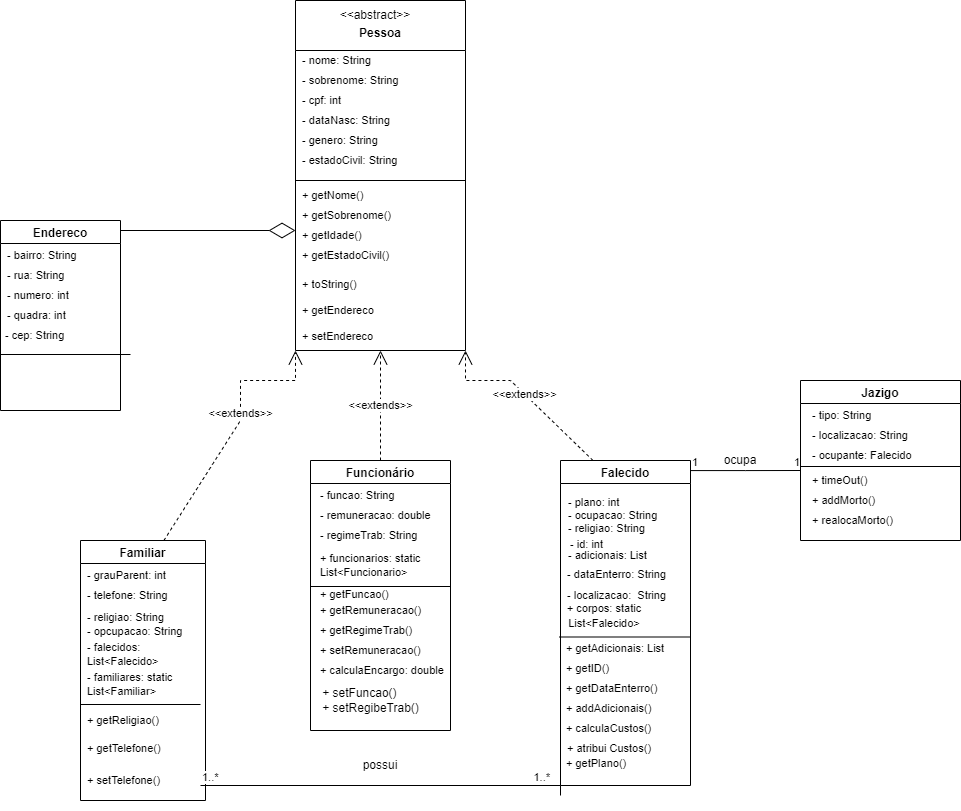 <<abstract>>
Pessoa
- nome: String
- sobrenome: String
- cpf: int
- dataNasc: String
- genero: String
- estadoCivil: String
+ getNome()
+ getSobrenome()
+ getIdade()
+ getEstadoCivil()
+ toString()
+ getEndereco
+ setEndereco
Endereco
- bairro: String
- rua: String
- numero: int
- quadra: int
- cep: String
<<extends>>
<<extends>>
<<extends>>
Jazigo
- tipo: String
- localizacao: String
- ocupante: Falecido
+ timeOut()
+ addMorto()
+ realocaMorto()
1
ocupa
1
Funcionário
- funcao: String
- remuneracao: double
- regimeTrab: String
+ funcionarios: static
List<Funcionario>
+ getFuncao()
+ getRemuneracao()
+ getRegimeTrab()
+ setRemuneracao()
+ calculaEncargo: double
+ setFuncao()
+ setRegibeTrab()
Falecido
- plano: int
- ocupacao: String
- religiao: String
- id: int
- adicionais: List
- dataEnterro: String
- localizacao:  String
+ corpos: static
List<Falecido>
+ getAdicionais: List
+ getID()
+ getDataEnterro()
+ addAdicionais()
+ calculaCustos()
+ atribui Custos()
+ getPlano()
Familiar
- grauParent: int
- telefone: String
- religiao: String
- opcupacao: String
- falecidos:
List<Falecido>
- familiares: static
List<Familiar>
+ getReligiao()
+ getTelefone()
+ setTelefone()
1..*
possui
1..*